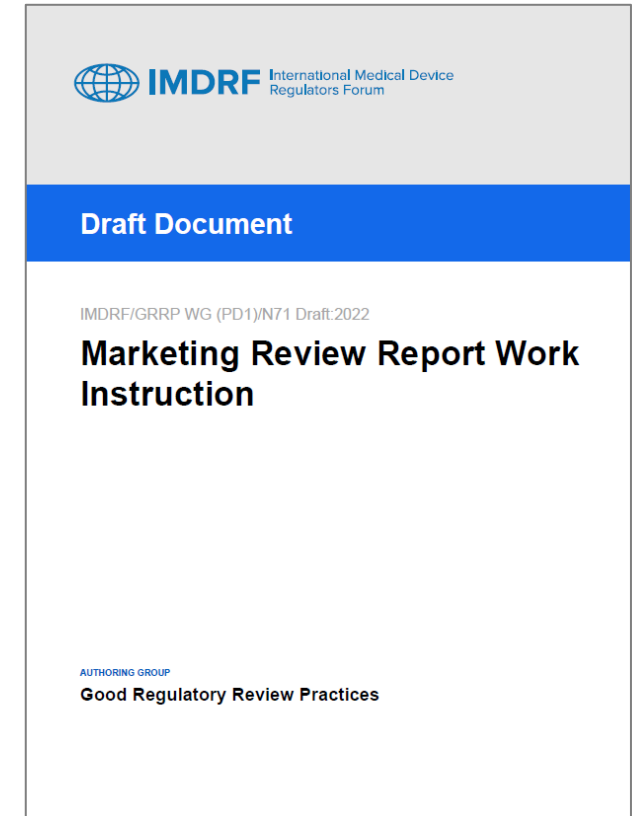 IMDRF International Medical Device
Regulators Forum
Draft Document
IMDRF/GRRP WG (PD1)/N71 Draft:2022
Marketing Review Report Work
Instruction
AUTHORING GROUP
Good Regulatory Review Practices